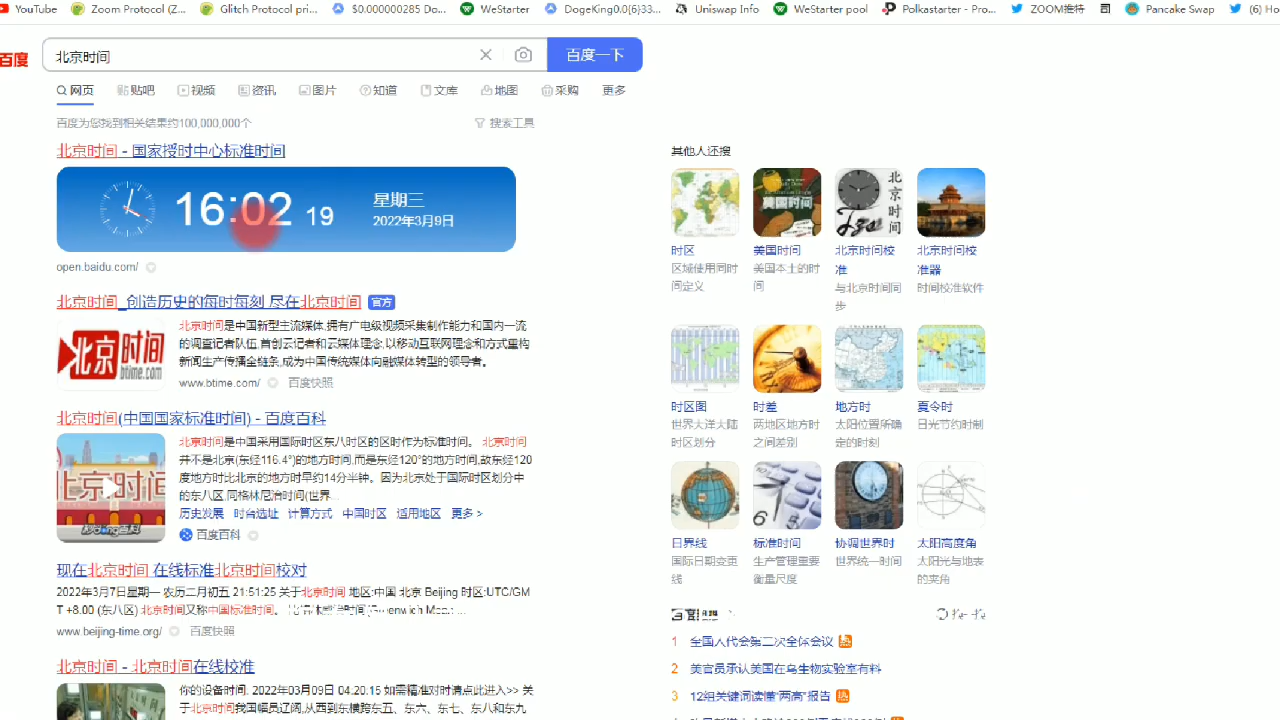 YouTube
Zoom Protocol (Z...
Glitch Protocol pri...
$0.000000285 Do...
WeStarter
DogeKing0.0{6}33...
Uniswap Info
WeStarter pool
Polkastarter - Pro...
ZOOM推特
Pancake Swap
百度
北京时间
百度一下
网页
贴吧
视频
资讯
图片
知道
文库
地图
采购
更多
百度为您找到相关结果约100,000,000个
搜索工具
北京时间 - 国家授时中心标准时间
16:02 19
星期三
2022年3月9日
open.baidu.com/
北京时间_创造历史的每时每刻 尽在北京时间
官方
北京时间
btime.com
北京时间是中国新型主流媒体,拥有广电级视频采集制作能力和国内一流
的调查记者队伍,首创云记者和云媒体理念,以移动互联网理念和方式重构
新闻生产传播全链条,成为中国传统媒体向融媒体转型的领导者。
www.btime.com/
百度快照
北京时间(中国国家标准时间) - 百度百科
北京时间是中国采用国际时区东八时区的区时作为标准时间。 北京时间
并不是北京(东经116.4°)的地方时间,而是东经120°的地方时间,故东经120
度地方时比北京的地方时早约14分半钟。因为北京处于国际时区划分中
的东八区,同格林尼治时间(世界...
历史发展 时台选址 计算方式 中国时区 适用地区 更多 >
百度百科
现在北京时间 在线标准北京时间校对
2022年3月7日星期一 农历二月初五 21:51:25 关于北京时间 地区:中国 北京 Beijing 时区:UTC/GM
T +8.00 (东八区) 北京时间又称中国标准时间。
www.beijing-time.org/
百度快照
北京时间 - 北京时间在线校准
你的设备时间. 2022年03月09日 04:20:15 如需精准对时请点此进入>> 关
于北京时间我国幅员辽阔,从西到东横跨东五、东六、东七、东八和东九
其他人还搜
时区
区域使用同时
间定义
美国时间
美国本土的时
间
北京时间校
准
与北京时间同
步
北京时间校
准器
时间校准软件
时区图
世界大洋大陆
时区划分
时差
两地区地方时
之间差别
地方时
太阳位置所确
定的时刻
夏令时
日光节约时制
日界线
国际日期变更
线
标准时间
生产管理重要
衡量尺度
协调世界时
世界统一时间
太阳高度角
太阳光与地表
的夹角
1 全国人代会第二次全体会议 热
2 美官员承认美国在乌生物实验室有料
3 12组关键词读懂"两高"报告 热